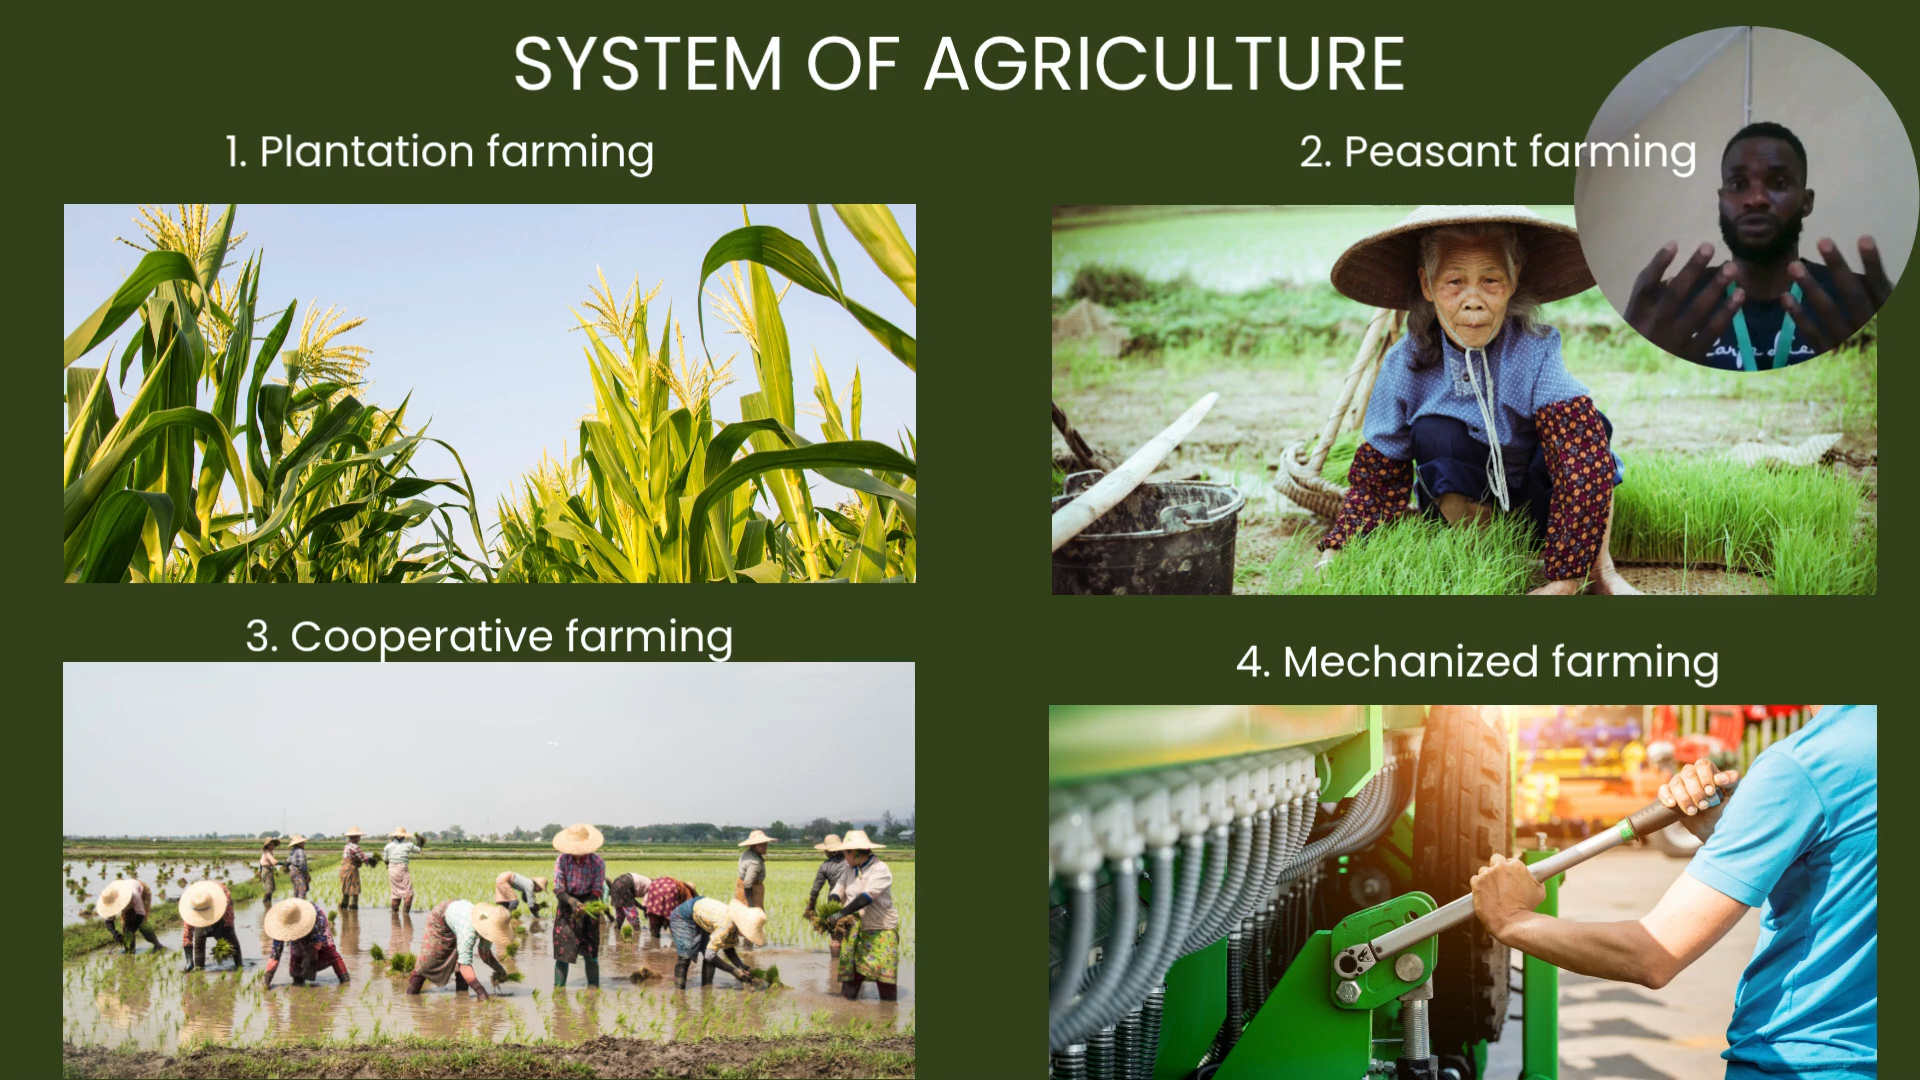 SYSTEM OF AGRICULTURE
1. Plantation farming
2. Peasant farming
3. Cooperative farming
4. Mechanized farming